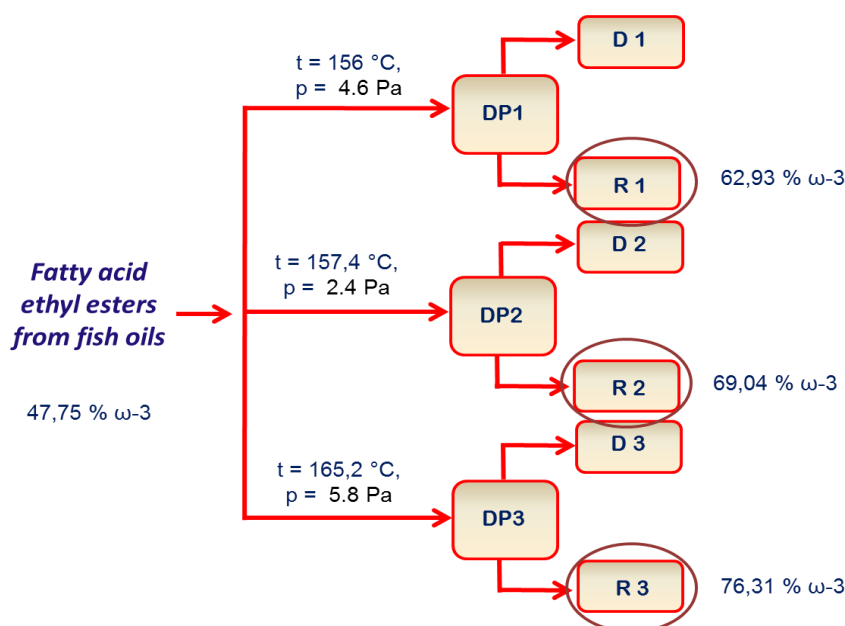 D 1
t = 156 °C,
p = 4.6 Pa
DP1
R 1
62,93 % ω-3
D 2
t = 157,4 °C,
p = 2.4 Pa
Fatty acid
ethyl esters
from fish oils
DP2
R 2
69,04 % ω-3
47,75 % ω-3
D 3
t = 165,2 °C,
p = 5.8 Pa
DP3
R 3
76,31 % ω-3